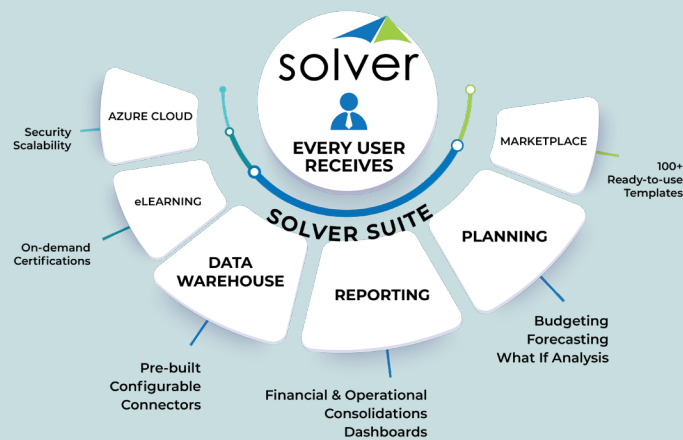 solver
EVERY USER
RECEIVES
SOLVER SUITE
AZURE CLOUD
Security
Scalability
eLEARNING
On-demand
Certifications
DATA
WAREHOUSE
Pre-built
Configurable
Connectors
REPORTING
Financial & Operational
Consolidations
Dashboards
PLANNING
Budgeting
Forecasting
What If Analysis
MARKETPLACE
100+
Ready-to-use
Templates